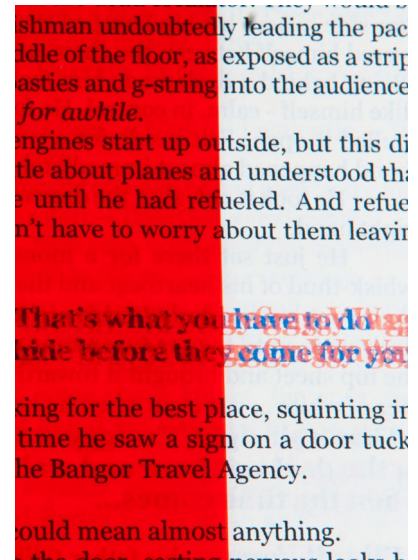 ishman undoubtedly leading the pac
ddle of the floor, as exposed as a strip
pasties and g-string into the audience
for awhile.
engines start up outside, but this di
tle about planes and understood tha
e until he had refueled. And refue
n't have to worry about them leavin
That's what you have to do
hide before they come for you
king for the best place, squinting in
time he saw a sign on a door tuck
he Bangor Travel Agency.
could mean almost anything.